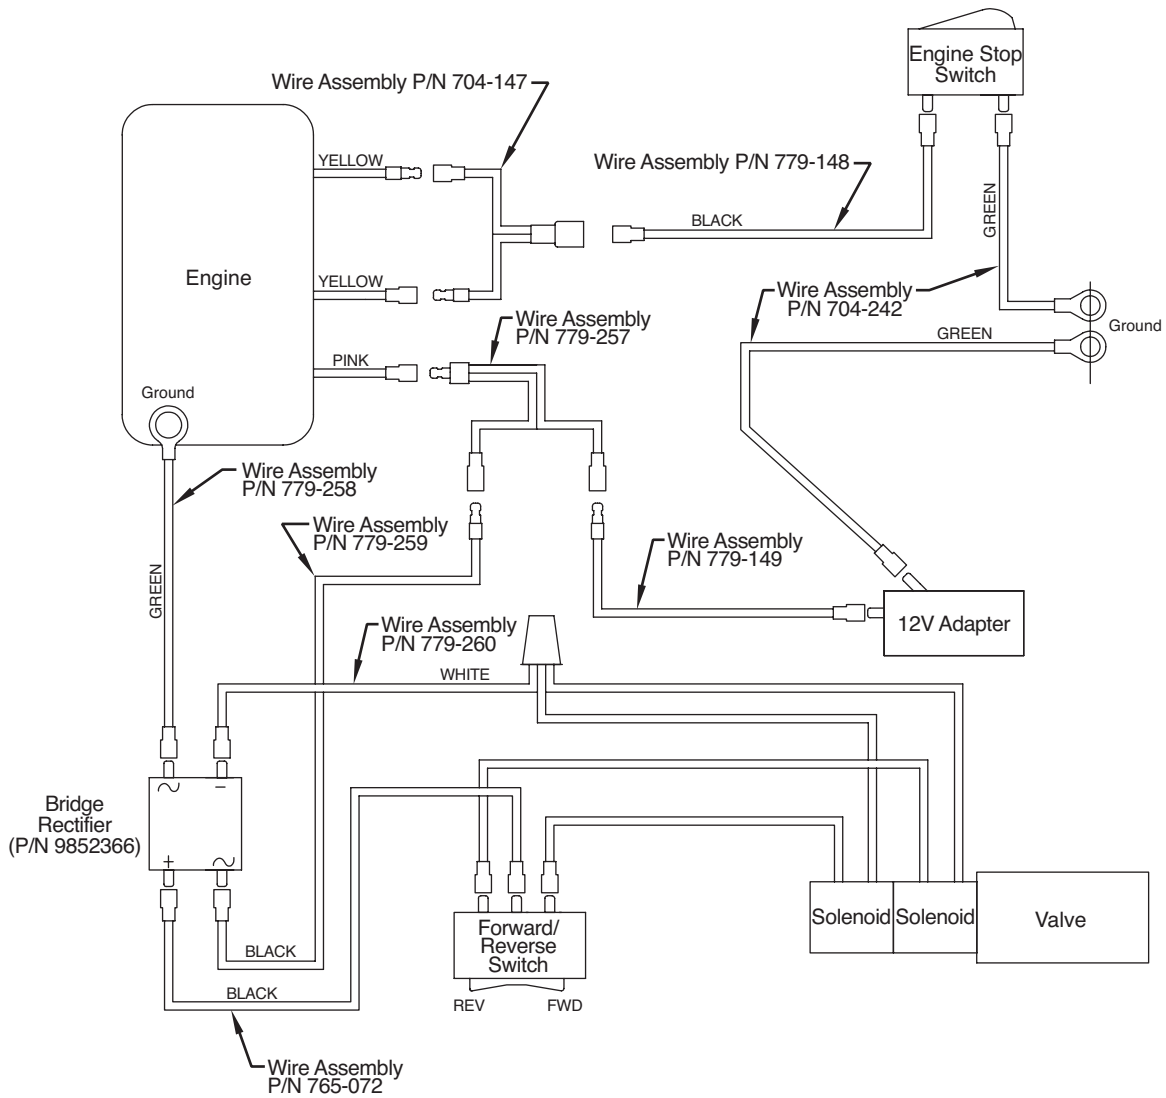 Engine Stop
Switch
Wire Assembly P/N 704-147
YELLOW
Wire Assembly P/N 779-148
BLACK
GREEN
Engine
YELLOW
Wire Assembly
P/N 704-242
Ground
GREEN
Wire Assembly
P/N 779-257
PINK
Ground
Wire Assembly
P/N 779-258
Wire Assembly
P/N 779-259
Wire Assembly
P/N 779-149
GREEN
12V Adapter
Wire Assembly
P/N 779-260
WHITE
Bridge
Rectifier
(P/N 9852366)
−
+
Forward/
Reverse
Switch
REV
FWD
Solenoid
Solenoid
Valve
BLACK
BLACK
Wire Assembly
P/N 765-072